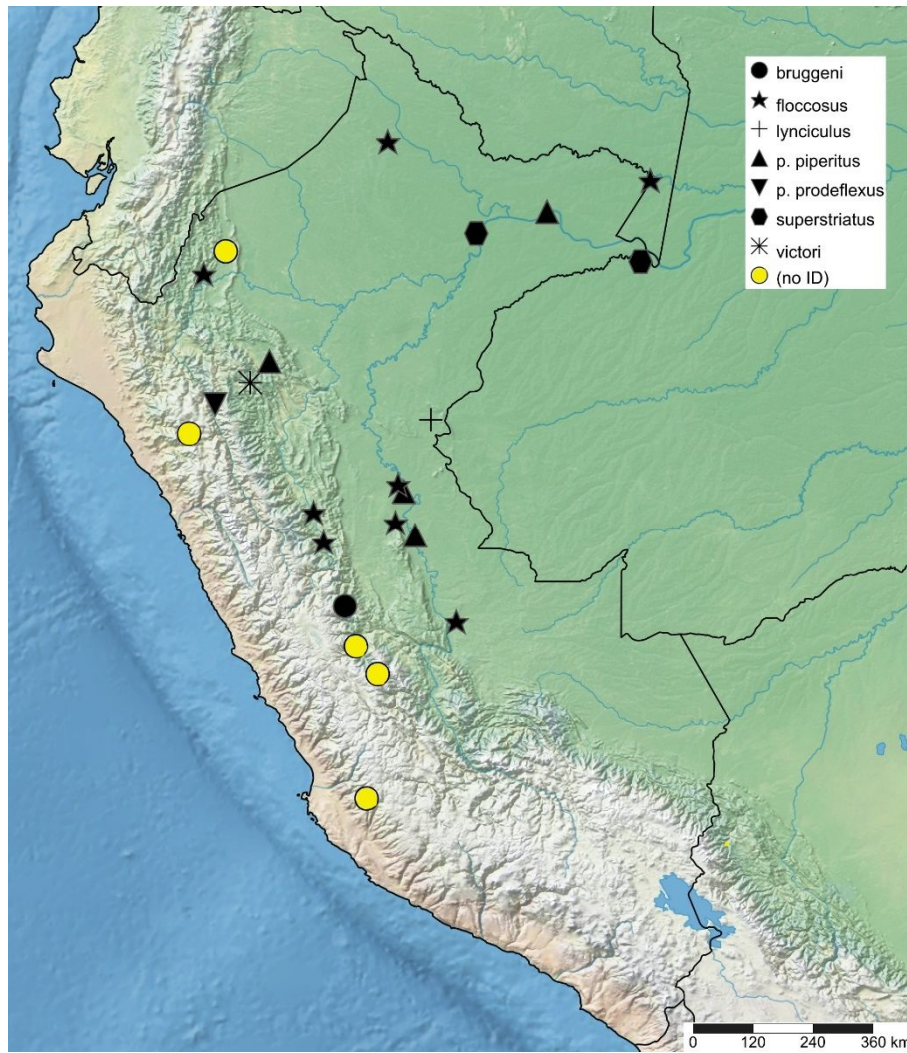 bruggeni
floccosus
lynciculus
p. piperitus
p. prodeflexus
superstriatus
victori
(no ID)
0 120 240 360 km